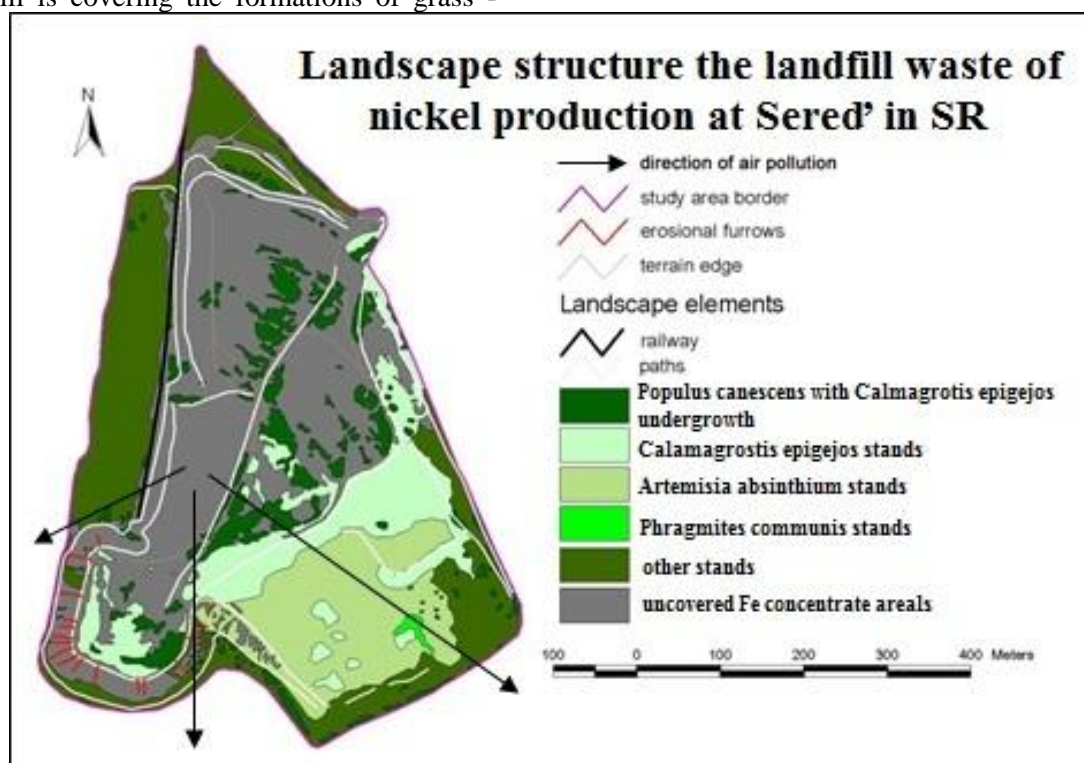 is covering the formations of grass -
Landscape structure the landfill waste of
nickel production at Sereď in SR
N
direction of air pollution
study area border
erosional furrows
terrain edge
Landscape elements
railway
paths
Populus canescens with Calmagrotis epigejos
undergrowth
Calamagrostis epigejos stands
Artemisia absinthium stands
Phragmites communis stands
other stands
uncovered Fe concentrate areals
100 0 100 200 300 400 Meters